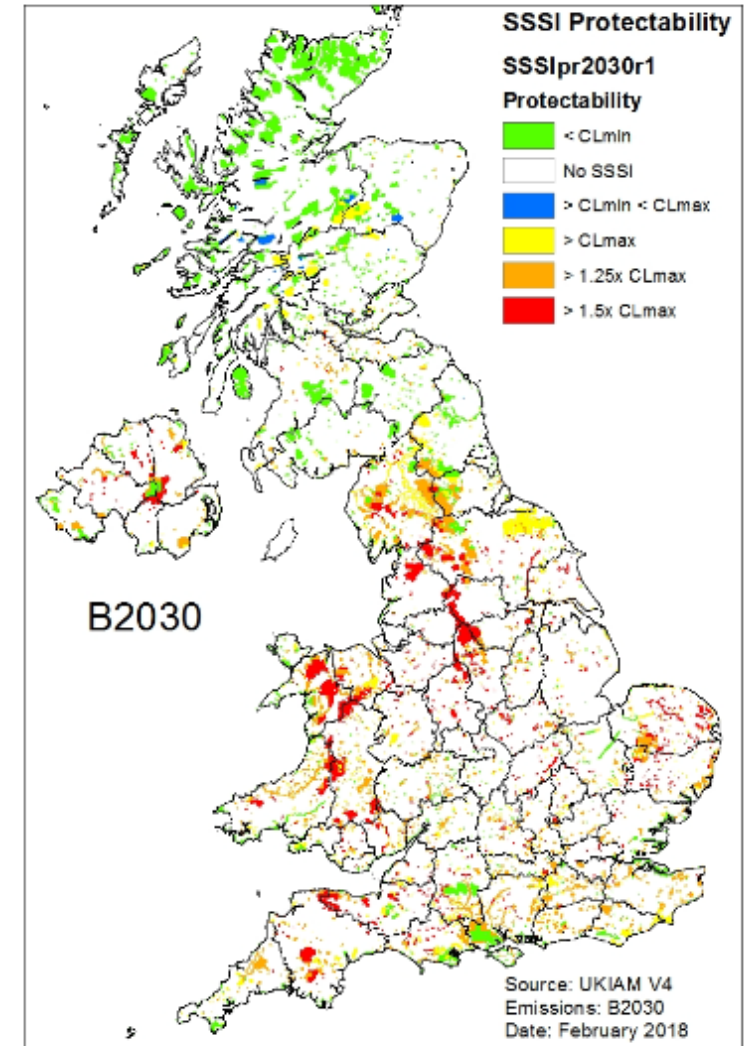 SSSI Protectability
SSSIpr2030r1
Protectability
< CLmin
No SSSI
> CLmin < CLmax
> CLmax
> 1.25x CLmax
> 1.5x CLmax
B2030
Source: UKIAM V4
Emissions: B2030
Date: February 2018